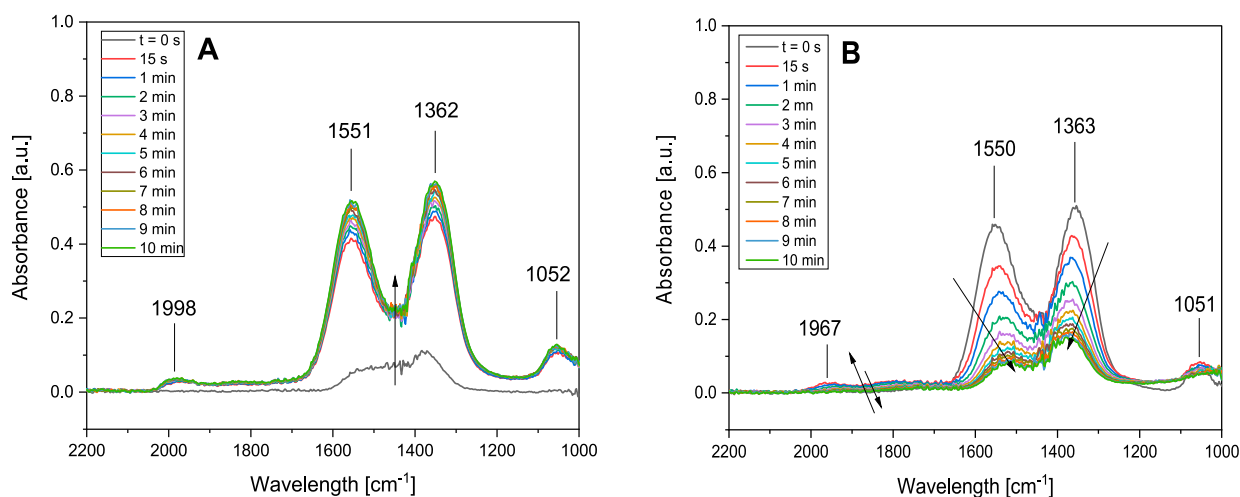 A
Absorbance [a.u.]
1.0
0.8
0.6
0.4
0.2
0.0
t = 0 s
15 s
1 min
2 min
3 min
4 min
5 min
6 min
7 min
8 min
9 min
10 min
1998
1551
1362
1052
2200 2000 1800 1600 1400 1200 1000
Wavelength [cm-1]
B
Absorbance [a.u.]
1.0
0.8
0.6
0.4
0.2
0.0
t = 0 s
15 s
1 min
2 mn
3 min
4 min
5 min
6 min
7 min
8 min
9 min
10 min
1967
1550
1363
1051
2200 2000 1800 1600 1400 1200 1000
Wavelength [cm-1]